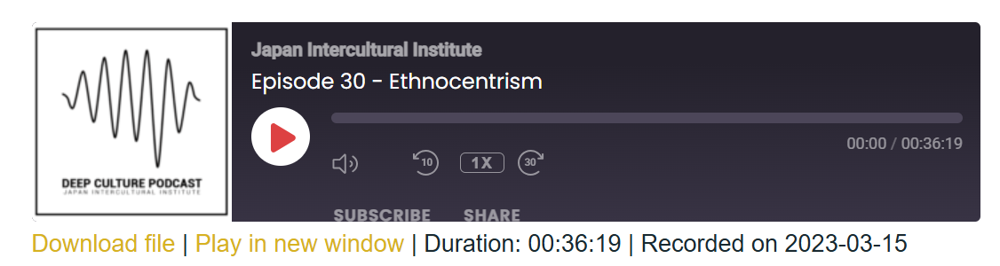 Japan Intercultural Institute
Episode 30 - Ethnocentrism
00:00 / 00:36:19
10
1X
30
SUBSCRIBE SHARE
DEEP CULTURE PODCAST
JAPAN INTERCULTURAL INSTITUTE
Download file | Play in new window | Duration: 00:36:19 | Recorded on 2023-03-15